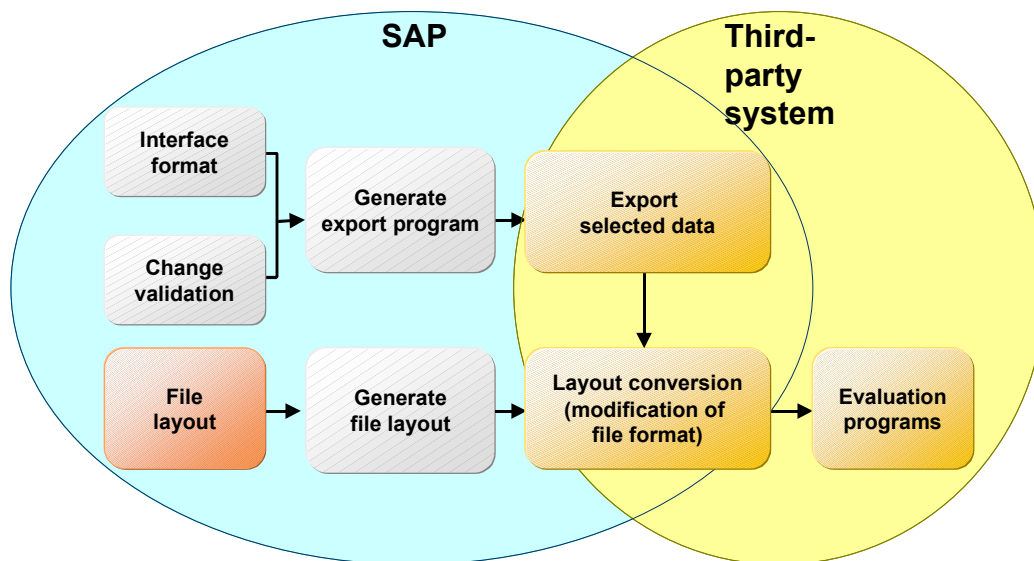 SAP
Third-
party
system
Interface
format
Generate
export program
Export
selected data
Change
validation
File
layout
Generate
file layout
Layout conversion
(modification of
file format)
Evaluation
programs